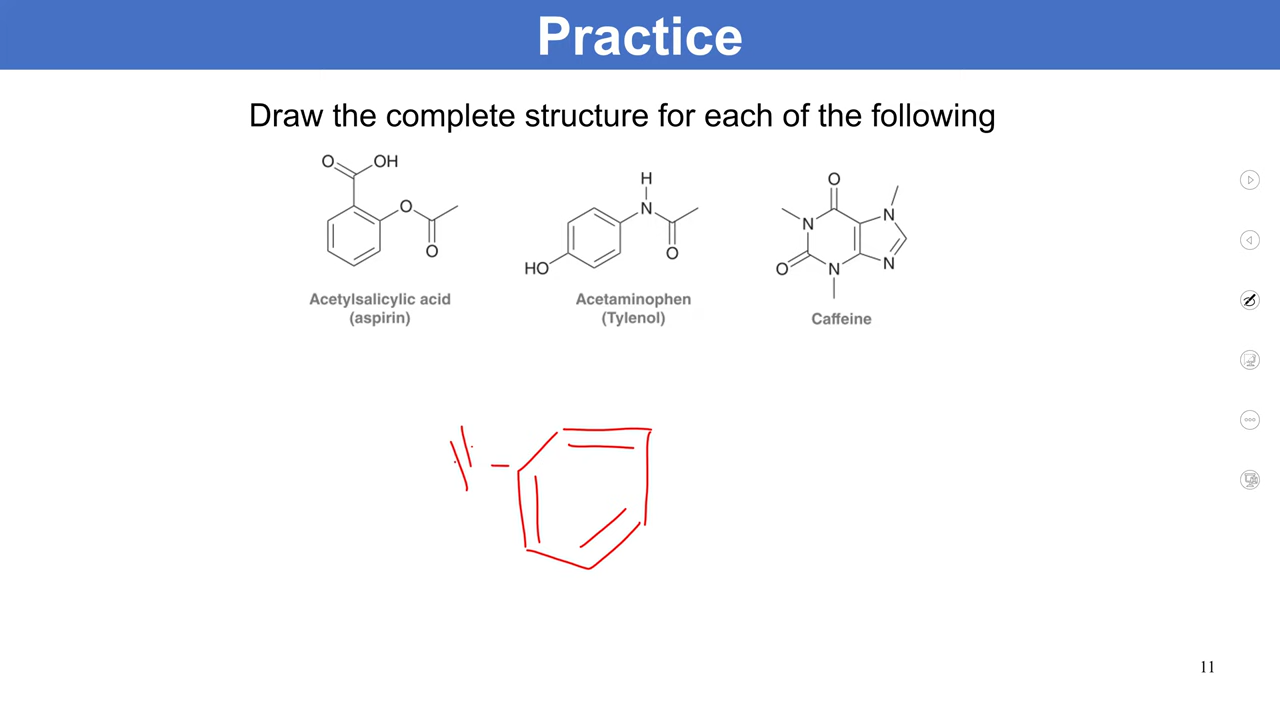 Practice
Draw the complete structure for each of the following
O OH
O
O
H
N
O
HO
O
N N
O N N
Acetylsalicylic acid
(aspirin)
Acetaminophen
(Tylenol)
Caffeine
11